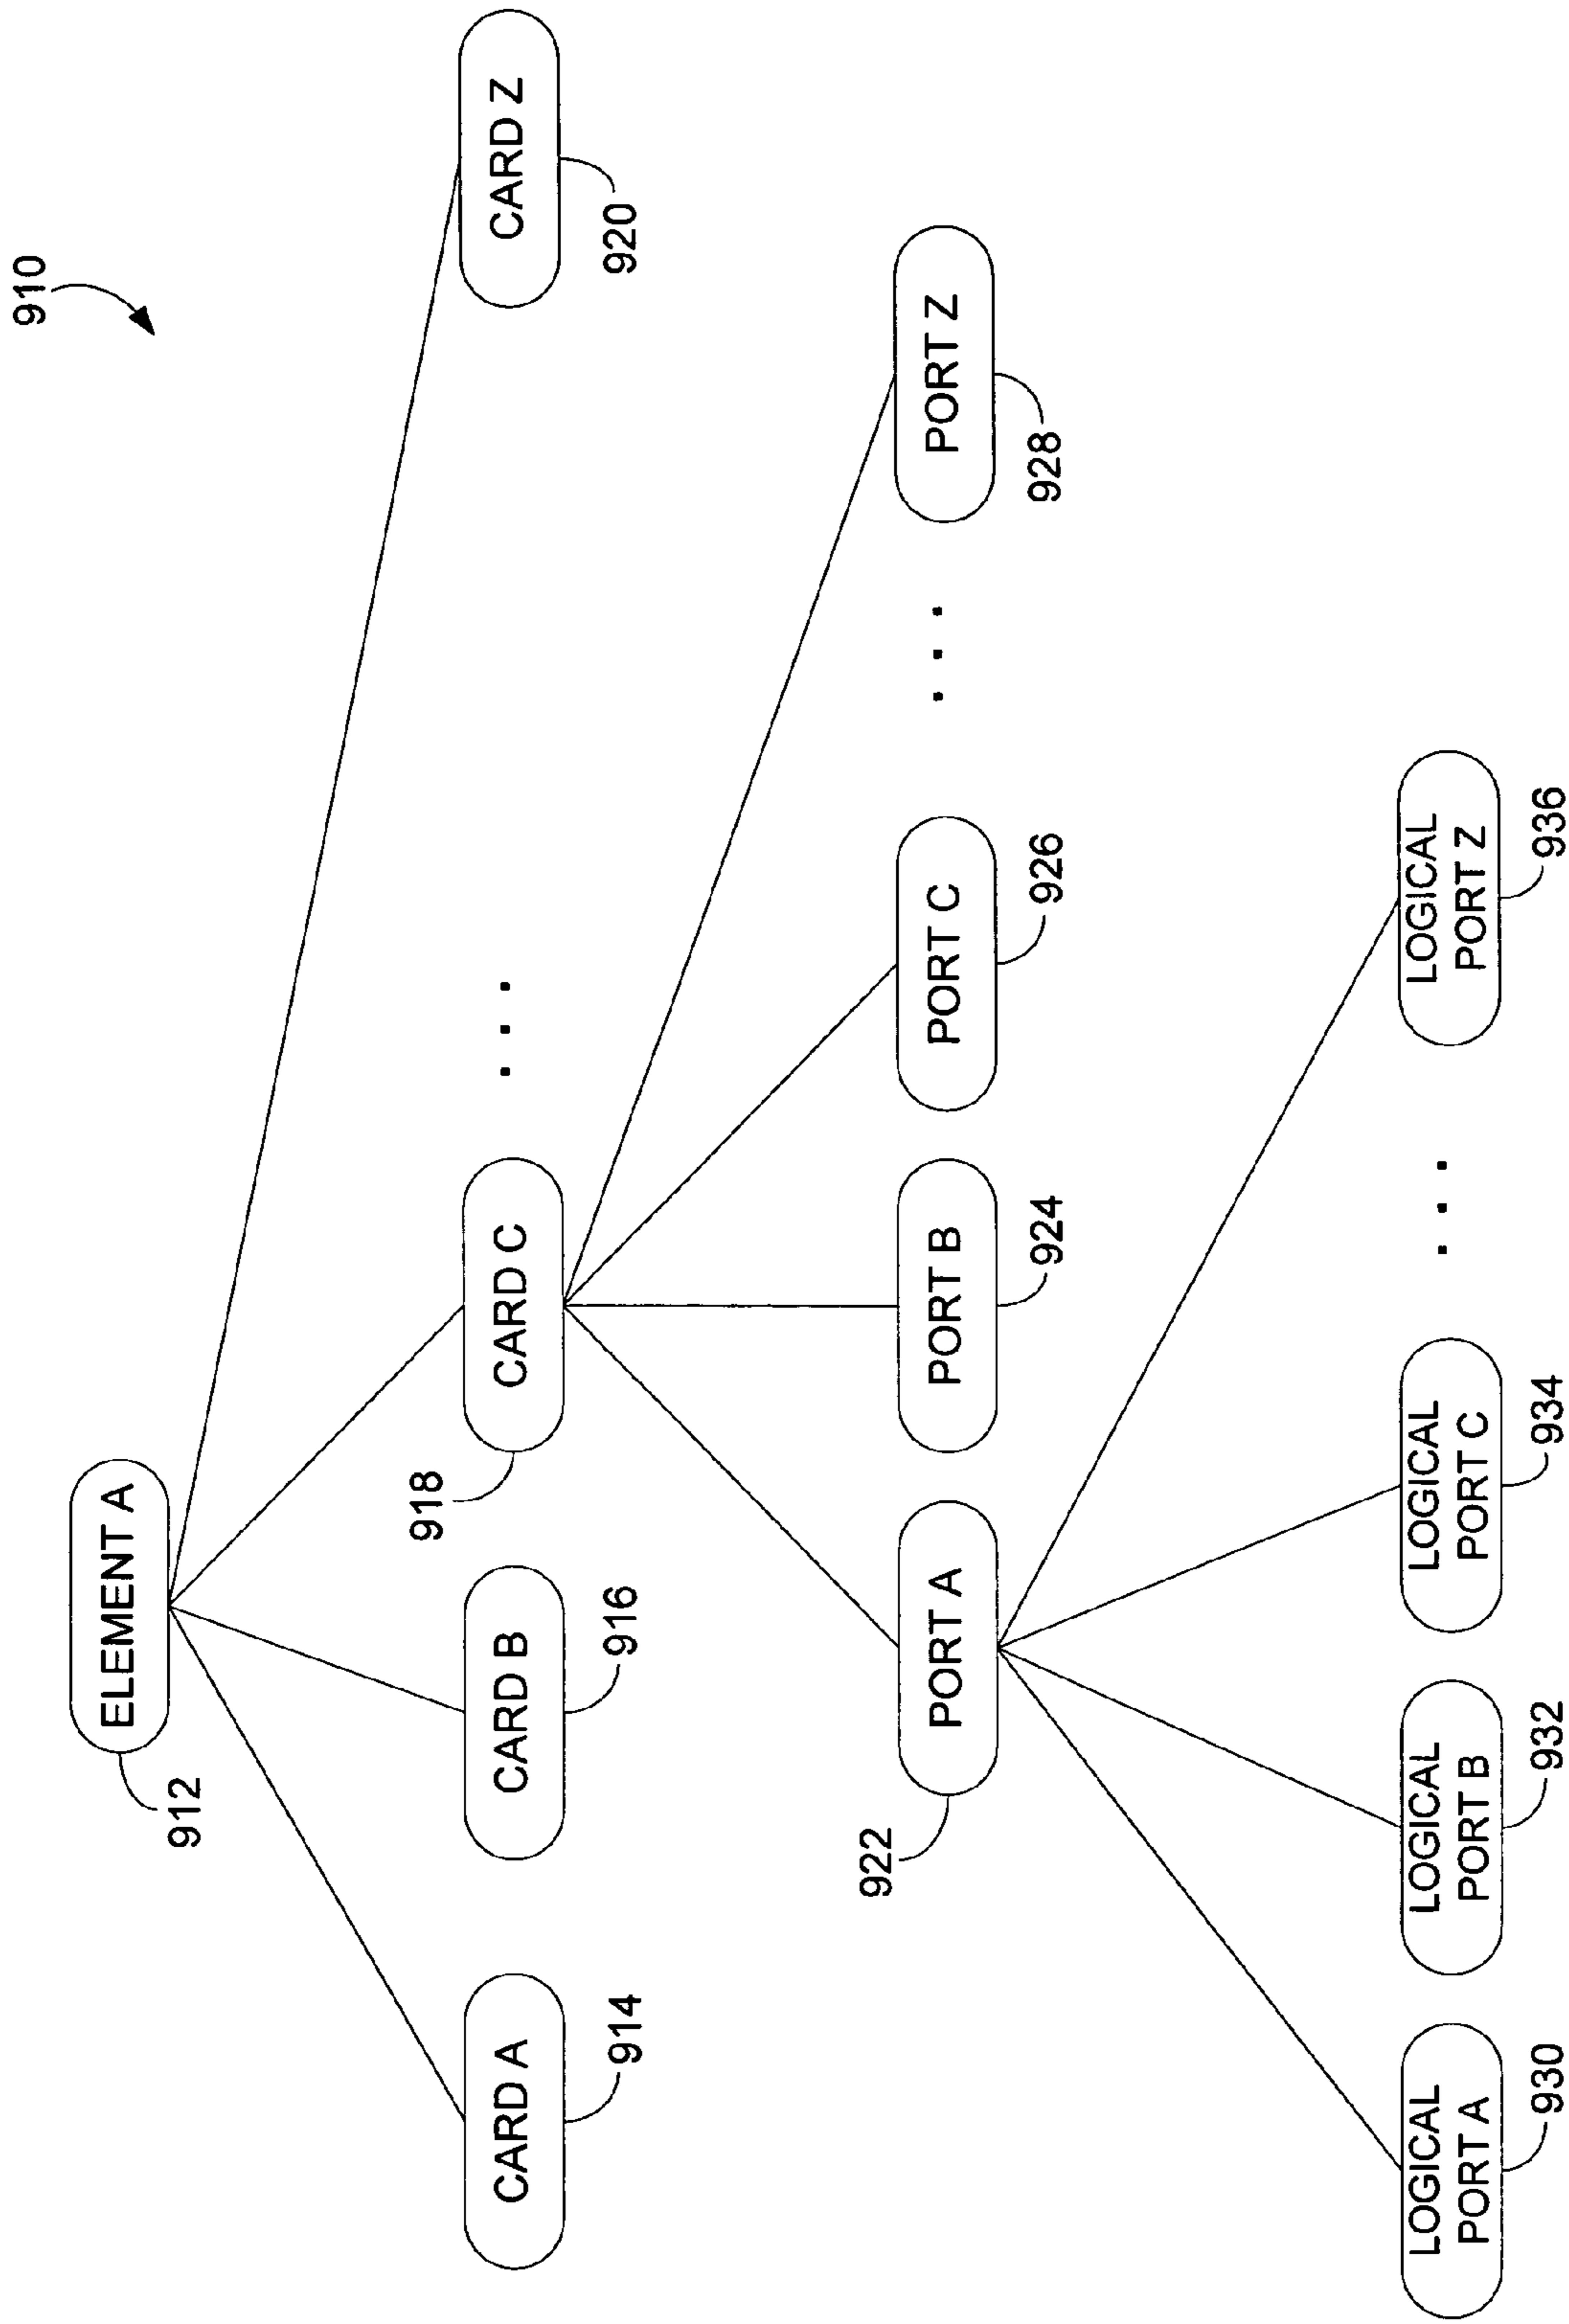 910
ELEMENT A
912
CARD A
914
CARD B
916
CARD C
918
. . .
CARD Z
920
PORT A
922
PORT B
924
PORT C
926
. . .
PORT Z
928
LOGICAL
PORT A
930
LOGICAL
PORT B
932
LOGICAL
PORT C
934
. . .
LOGICAL
PORT Z
936